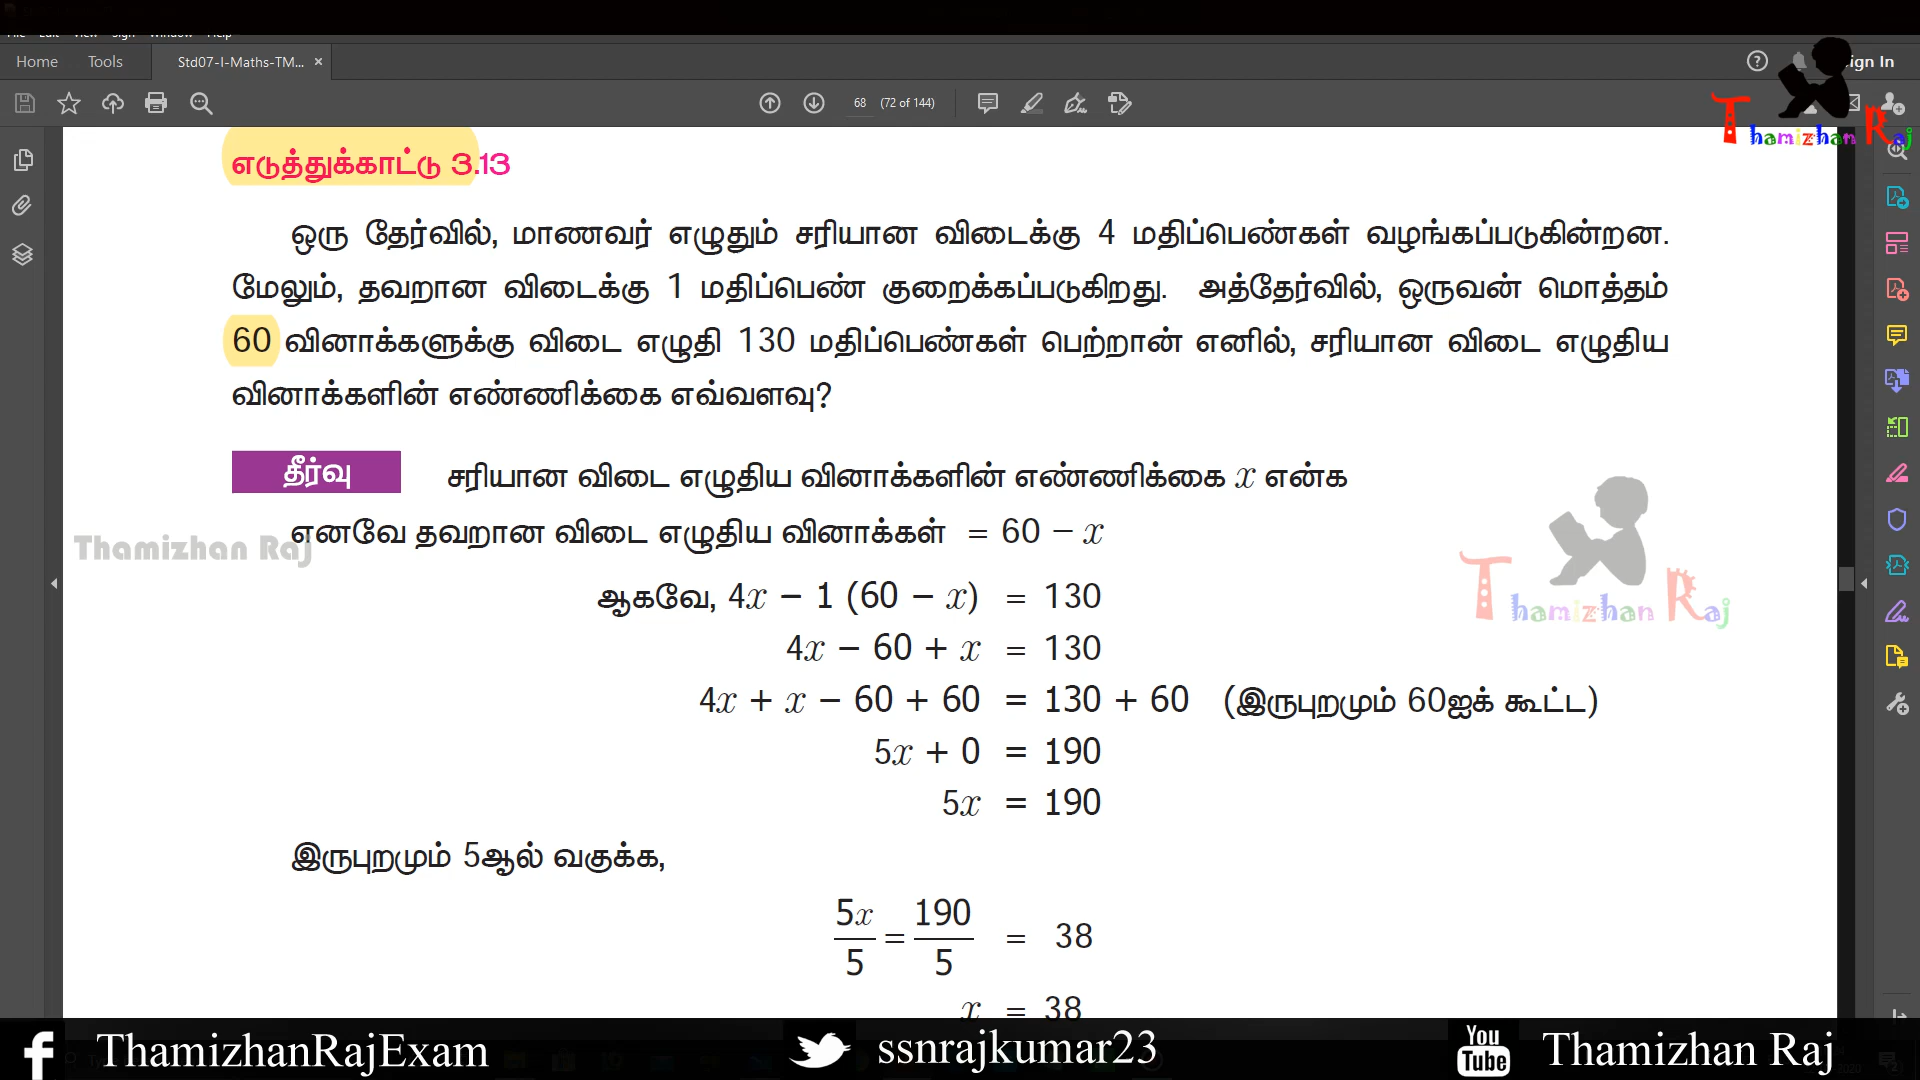 Home Tools Std07-I-Maths-TM... × Sign In
68 (72 of 144)
Thamizhan Raj
எடுத்துக்காட்டு 3.13
ஒரு தேர்வில், மாணவர் எழுதும் சரியான விடைக்கு 4 மதிப்பெண்கள் வழங்கப்படுகின்றன.
மேலும், தவறான விடைக்கு 1 மதிப்பெண் குறைக்கப்படுகிறது. அத்தேர்வில், ஒருவன் மொத்தம்
60 வினாக்களுக்கு விடை எழுதி 130 மதிப்பெண்கள் பெற்றான் எனில், சரியான விடை எழுதிய
வினாக்களின் எண்ணிக்கை எவ்வளவு?
தீர்வு சரியான விடை எழுதிய வினாக்களின் எண்ணிக்கை x என்க
எனவே தவறான விடை எழுதிய வினாக்கள் = 60 − x
Thamizhan Raj
ஆகவே, 4x − 1 (60 − x) = 130
Thamizhan Raj
4x − 60 + x = 130
4x + x − 60 + 60 = 130 + 60 (இருபுறமும் 60ஐக் கூட்ட)
5x + 0 = 190
5x = 190
இருபுறமும் 5ஆல் வகுக்க,
5x/5 = 190/5 = 38
x = 38
ThamizhanRajExam ssnrajkumar23 You Tube Thamizhan Raj